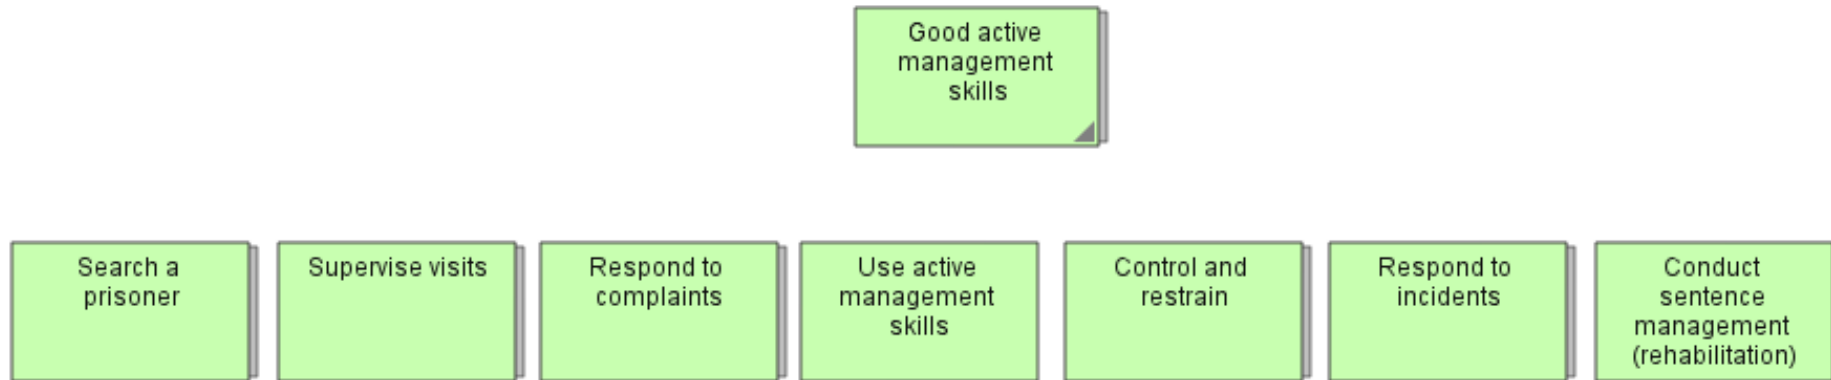 Good active
management
skills
Search a
prisoner
Supervise visits
Respond to
complaints
Use active
management
skills
Control and
restrain
Respond to
incidents
Conduct
sentence
management
(rehabilitation)